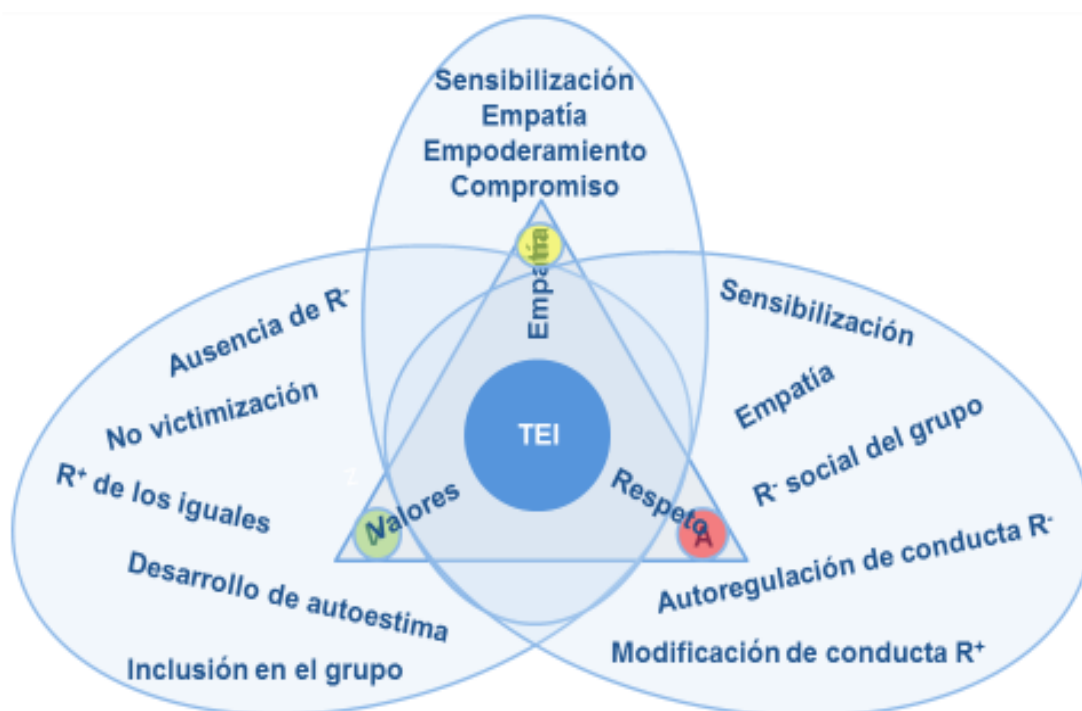 Sensibilización
Empatía
Empoderamiento
Compromiso
Empatía
Ausencia de R⁻
No victimización
R⁺ de los iguales
Desarrollo de autoestima
Inclusión en el grupo
TEI
Valores
Respeto
A
Sensibilización
Empatía
R⁻ social del grupo
Autoregulación de conducta R⁻
Modificación de conducta R⁺